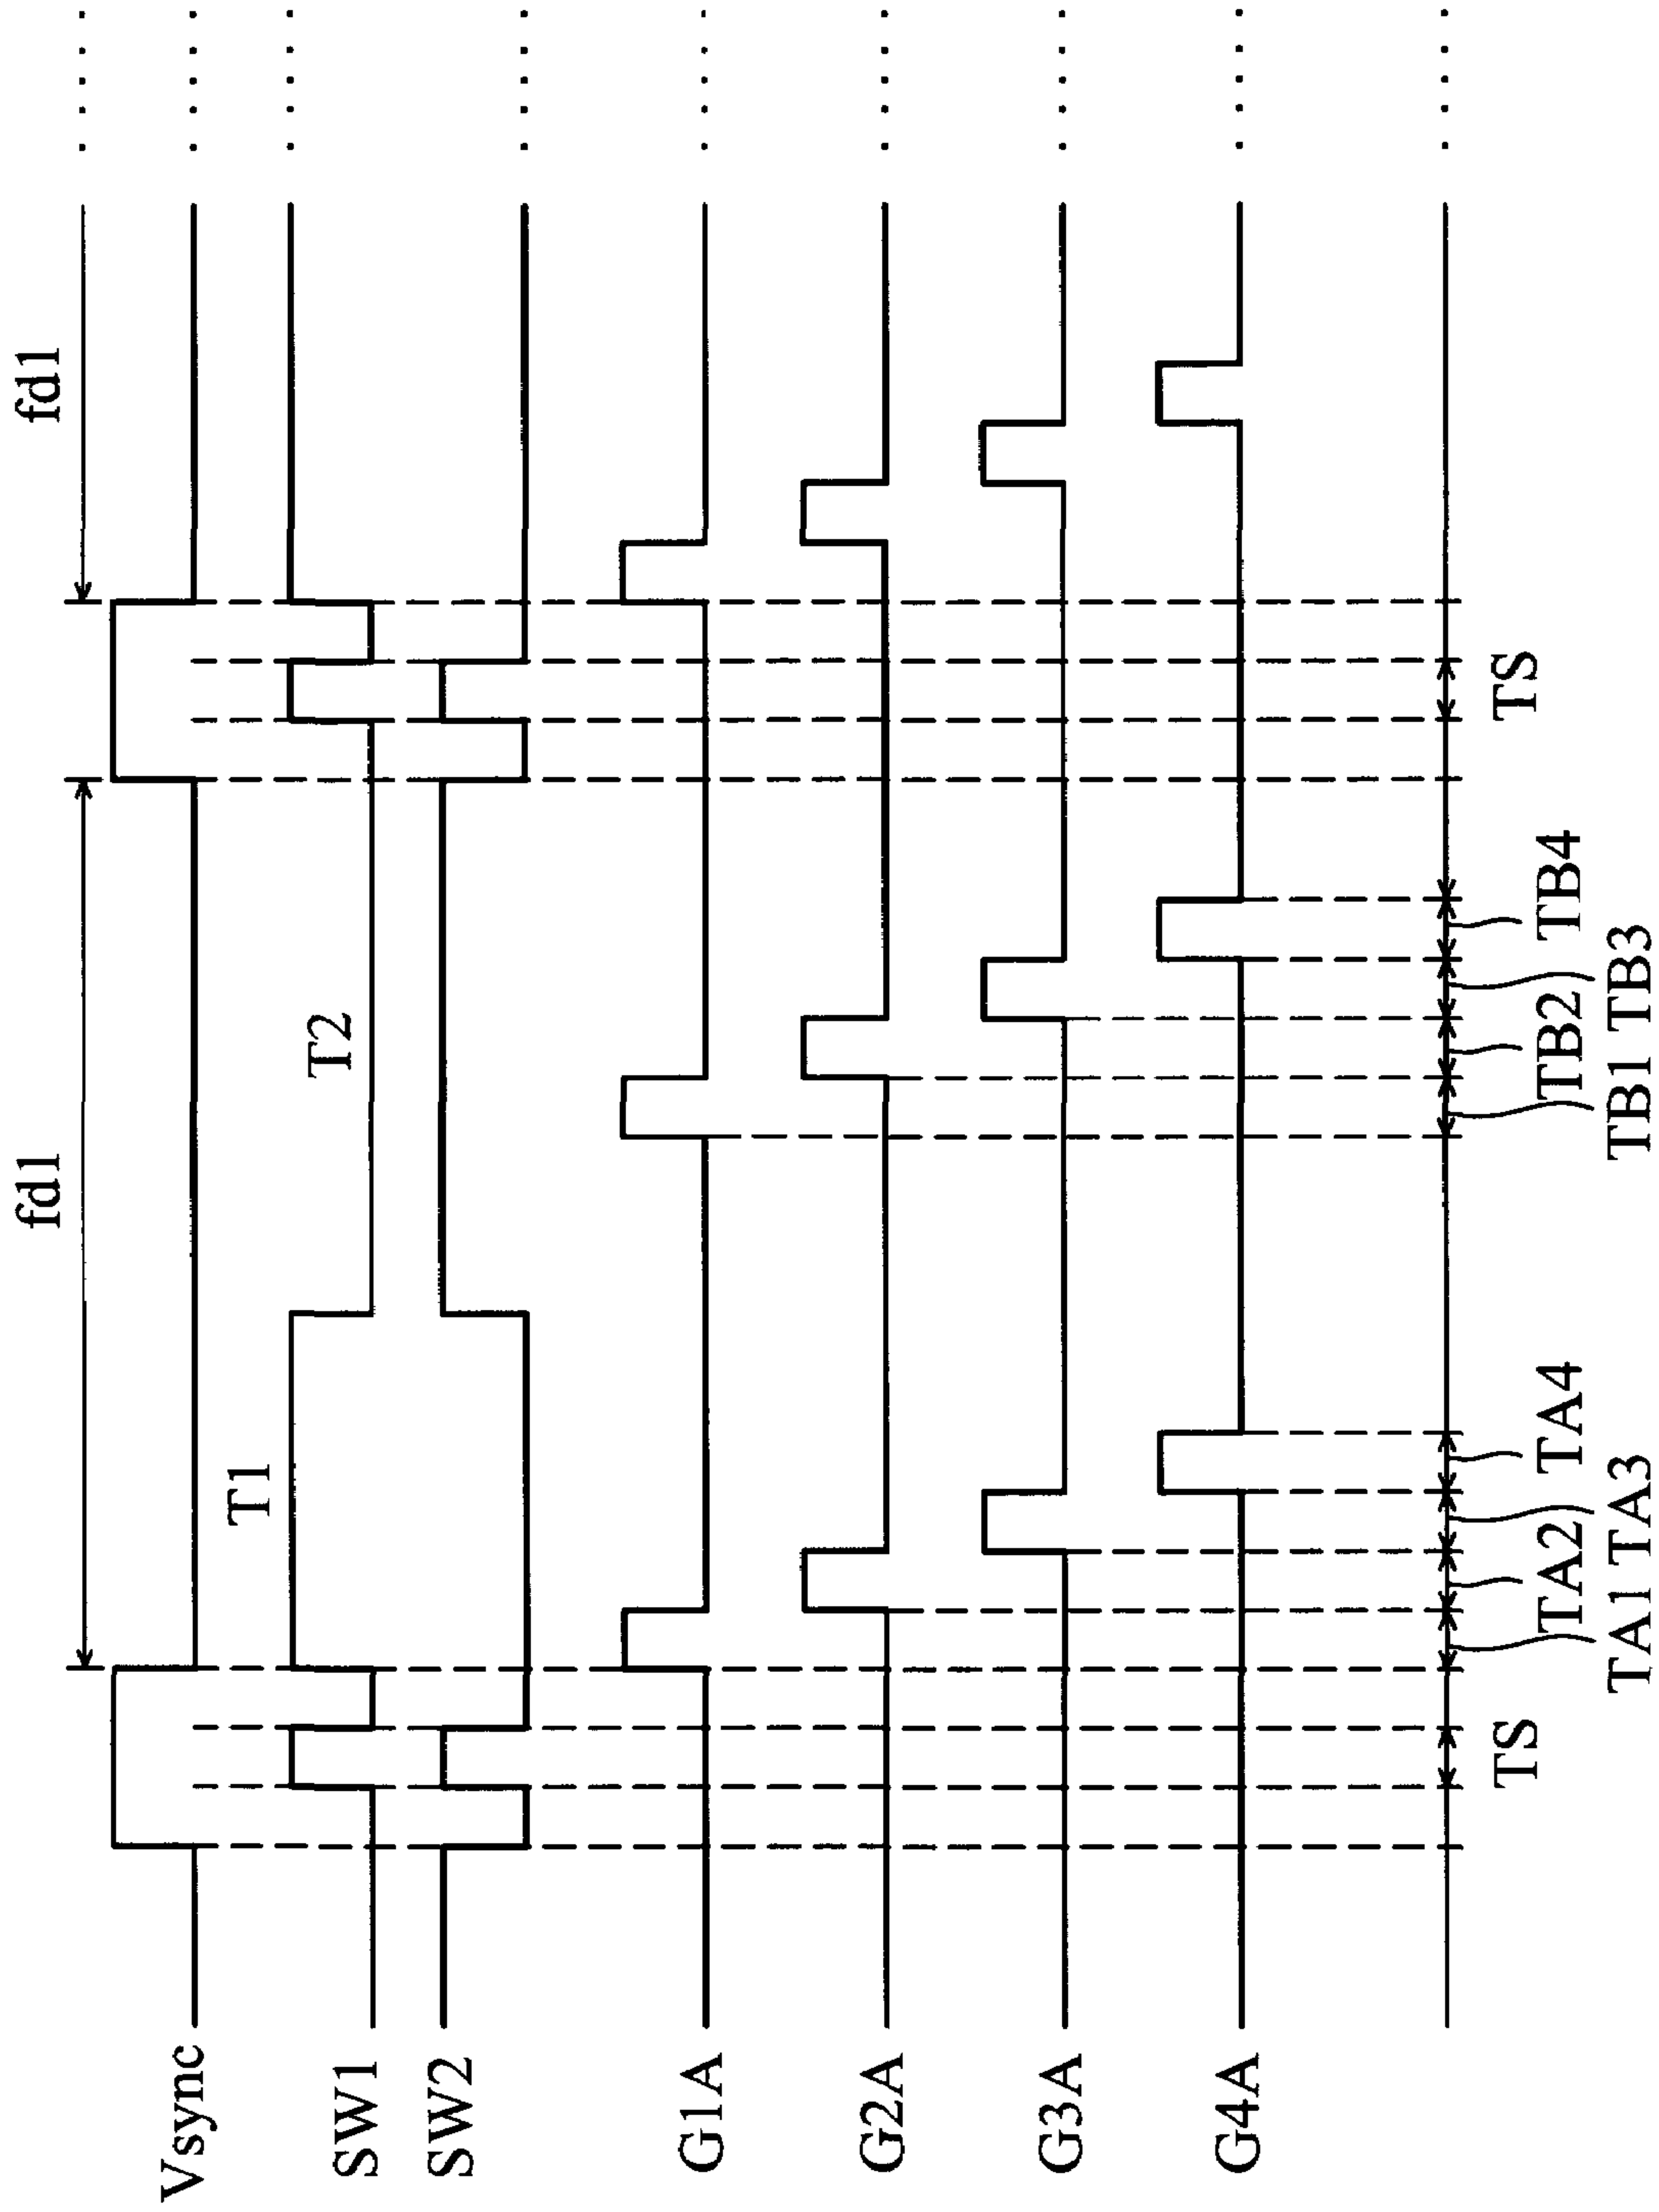 fd1
fd1
Vsync
T1
T2
SW1
SW2
G1A
G2A
G3A
G4A
TS
TA1
TA2
TA3
TA4
TB1
TB2
TB3
TB4
TS